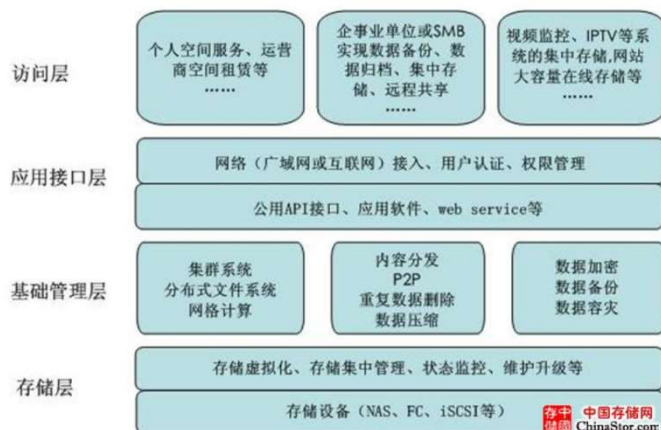 访问层
个人空间服务、运营
商空间租赁等
……
企事业单位或SMB
实现数据备份、数
据归档、集中存
储、远程共享
……
视频监控、IPTV等系
统的集中存储,网站
大容量在线存储等
……
应用接口层
网络（广域网或互联网）接入、用户认证、权限管理
公用API接口、应用软件、web service等
基础管理层
集群系统
分布式文件系统
网格计算
内容分发
P2P
重复数据删除
数据压缩
数据加密
数据备份
数据容灾
存储层
存储虚拟化、存储集中管理、状态监控、维护升级等
存储设备（NAS、FC、iSCSI等）
中国存储网
ChinaStor.com